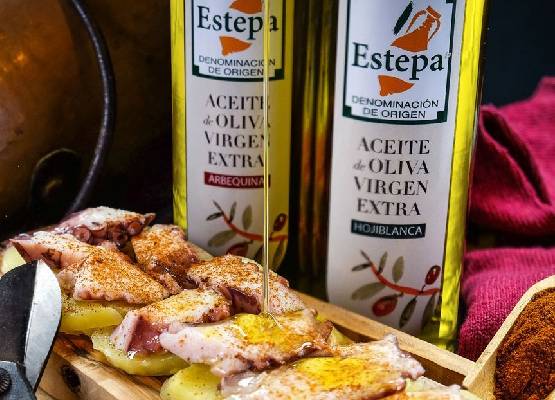 Estepa
DENOMINACIÓN
DE ORIGEN
ACEITE
de OLIVA
VIRGEN
EXTRA
ARBEQUINA
Estepa
DENOMINACIÓN
DE ORIGEN
ACEITE
de OLIVA
VIRGEN
EXTRA
HOJIBLANCA